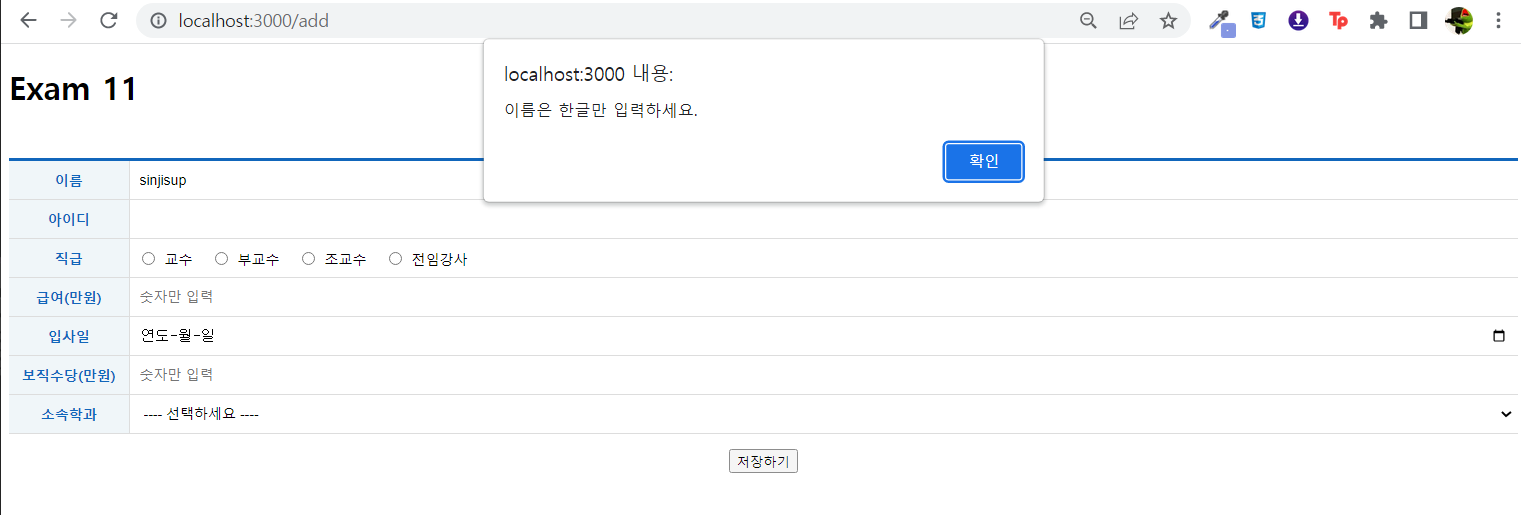 localhost:3000/add
Tp
localhost:3000 내용:
이름은 한글만 입력하세요.
확인
Exam 11
이름 sinjisup
아이디
직급 교수 부교수 조교수 전임강사
급여(만원) 숫자만 입력
입사일 연도-월-일
보직수당(만원) 숫자만 입력
소속학과 ---- 선택하세요 ----
저장하기